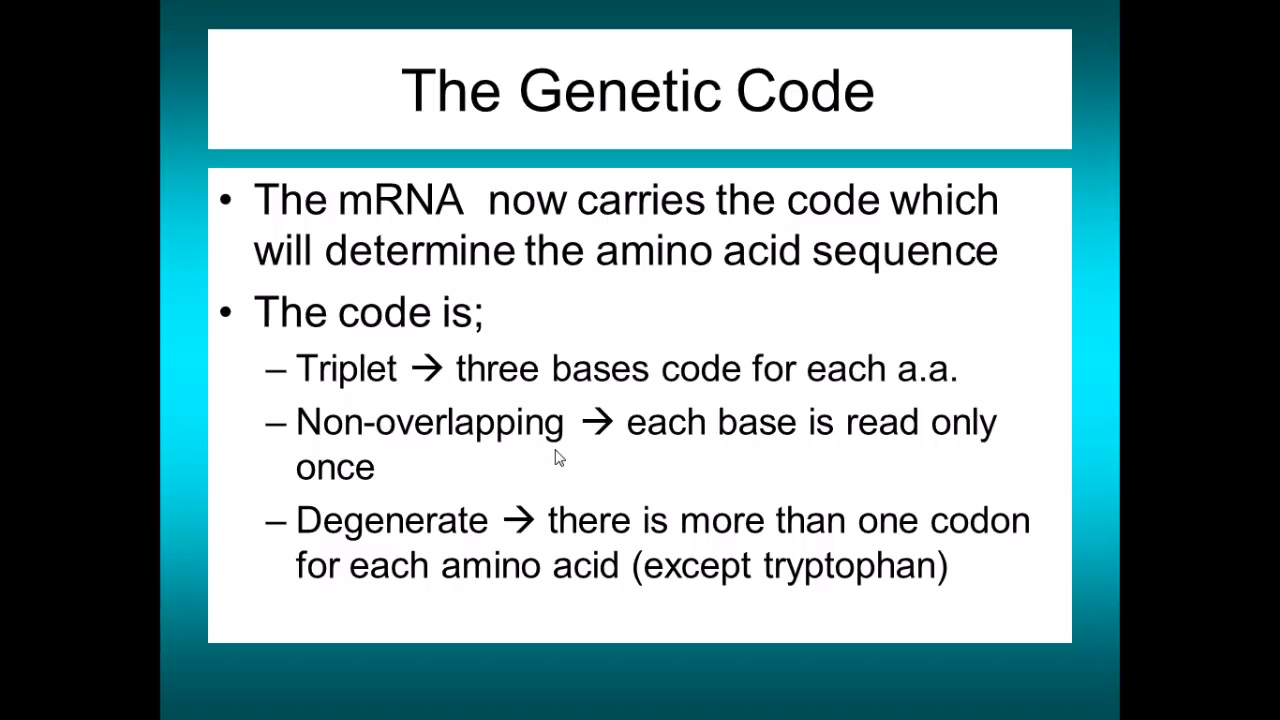 The Genetic Code
• The mRNA  now carries the code which
will determine the amino acid sequence
• The code is;
– Triplet → three bases code for each a.a.
– Non-overlapping → each base is read only
once
– Degenerate → there is more than one codon
for each amino acid (except tryptophan)